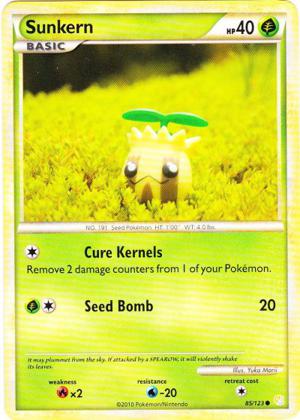 Sunkern HP40
BASIC
NO. 191 Seed Pokémon HT: 1'00" WT: 4.0 lbs.
Cure Kernels
Remove 2 damage counters from 1 of your Pokémon.
Seed Bomb 20
weakness resistance retreat cost
×2 -20
It may plummet from the sky. If attacked by a SPEAROW, it will violently shake
its leaves. Illus. Yuka Morii
©2010 Pokémon/Nintendo 85/123